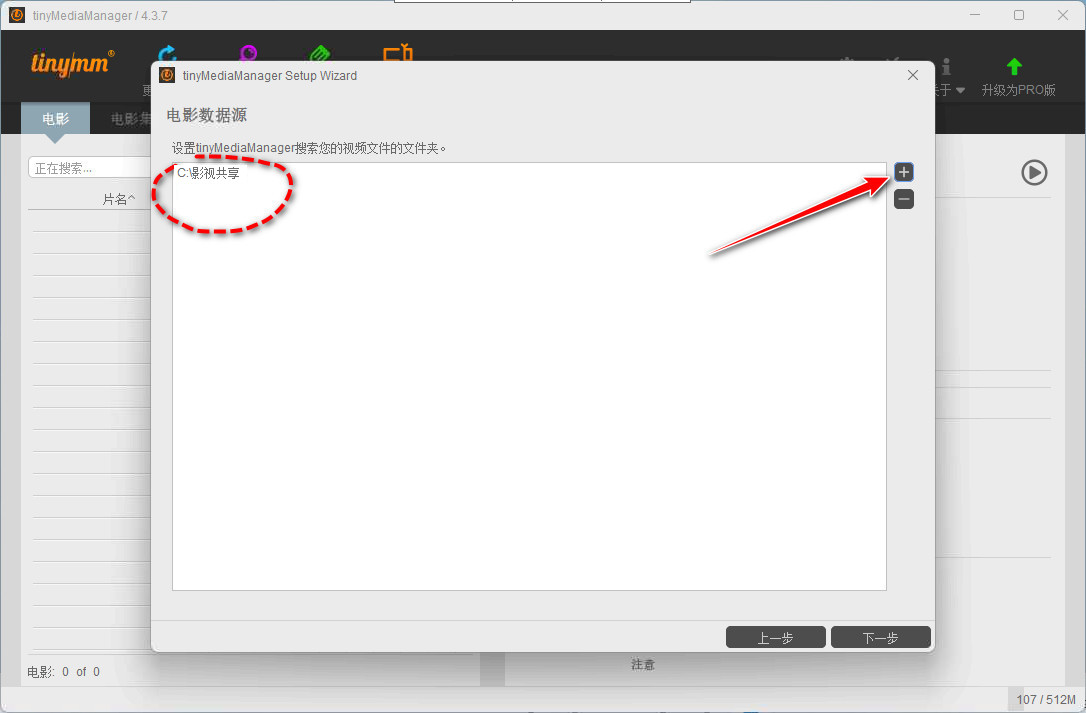 tinyMediaManager / 4.3.7
tinymm®
升级为PRO版
tinyMediaManager Setup Wizard
电影
电影集
电影数据源
设置tinyMediaManager搜索您的视频文件的文件夹。
正在搜索...
C:\影视共享
片名^
上一步
下一步
电影: 0 of 0
注意
107 / 512M